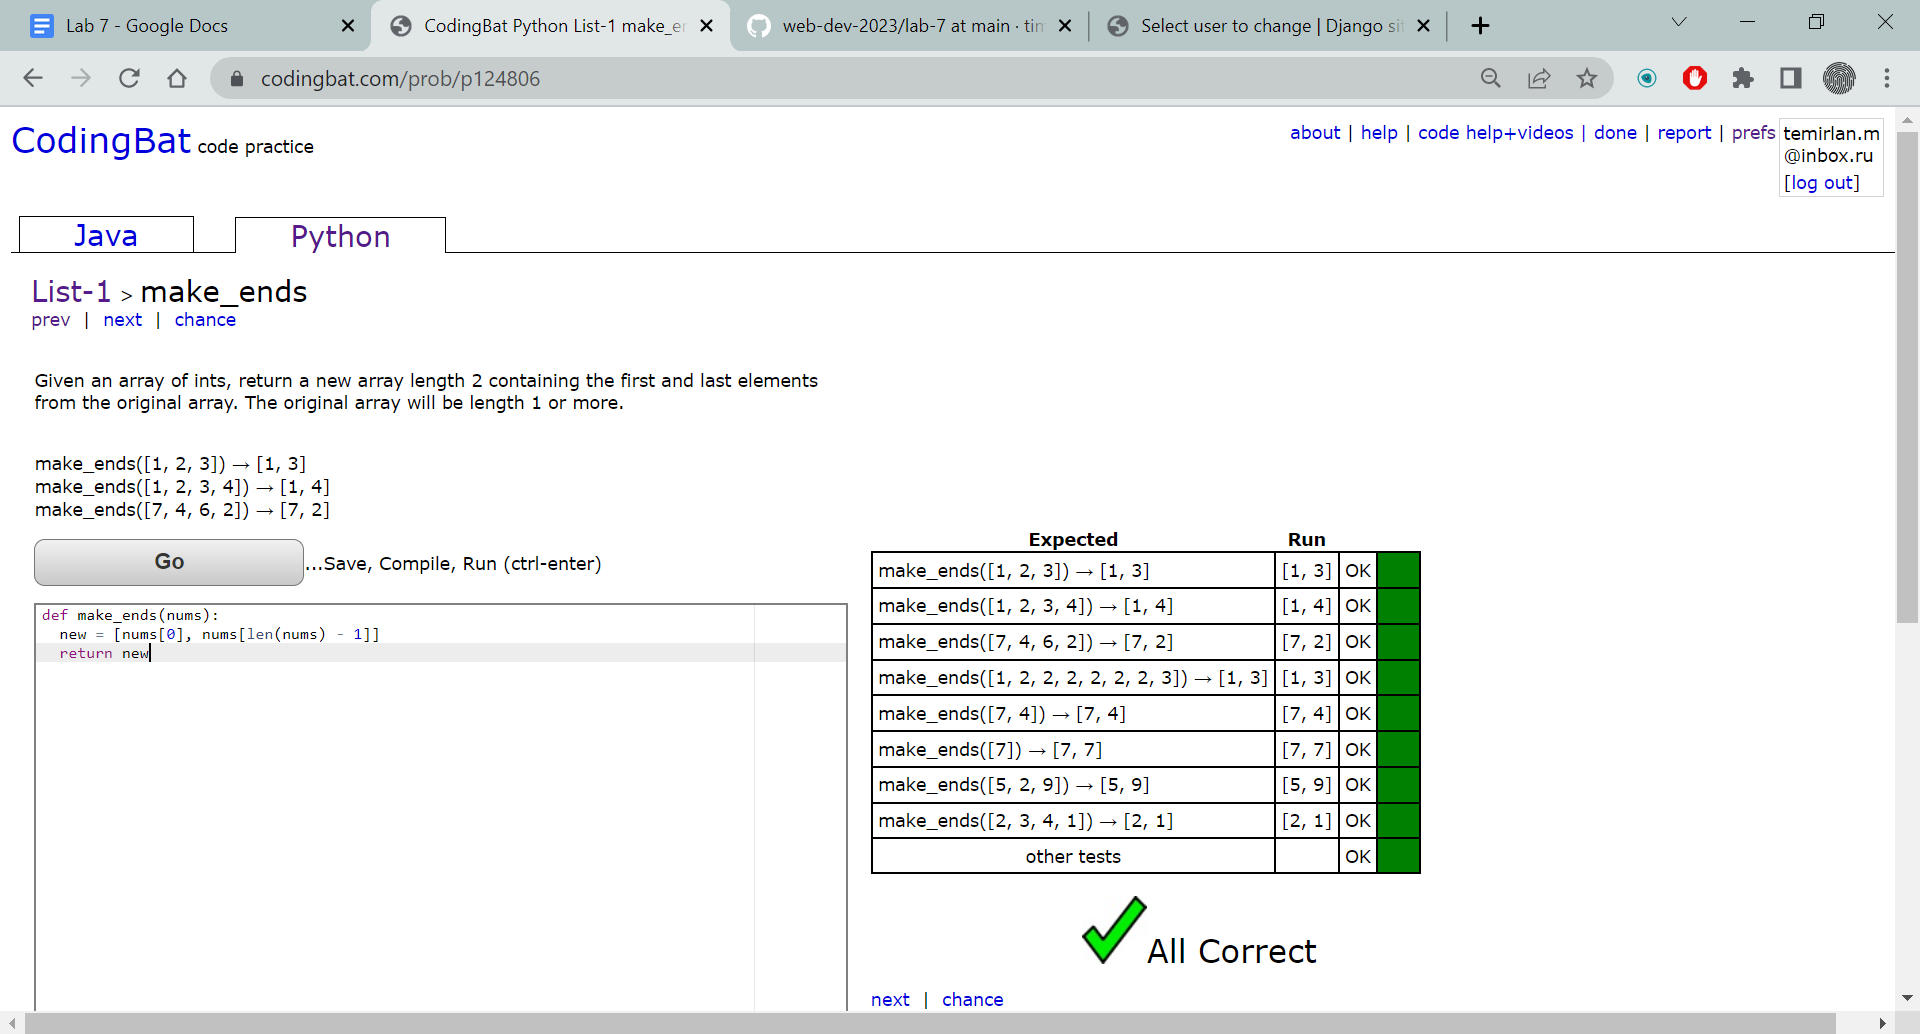 Lab 7 - Google Docs
CodingBat Python List-1 make_er
web-dev-2023/lab-7 at main · tim
Select user to change | Django sit
codingbat.com/prob/p124806
CodingBat code practice
about | help | code help+videos | done | report | prefs
temirlan.m
@inbox.ru
[log out]
Java
Python
List-1 > make_ends
prev | next | chance
Given an array of ints, return a new array length 2 containing the first and last elements
from the original array. The original array will be length 1 or more.
make_ends([1, 2, 3]) → [1, 3]
make_ends([1, 2, 3, 4]) → [1, 4]
make_ends([7, 4, 6, 2]) → [7, 2]
Go ...Save, Compile, Run (ctrl-enter)
def make_ends(nums):
  new = [nums[0], nums[len(nums) - 1]]
  return new
Expected Run
make_ends([1, 2, 3]) → [1, 3] [1, 3] OK
make_ends([1, 2, 3, 4]) → [1, 4] [1, 4] OK
make_ends([7, 4, 6, 2]) → [7, 2] [7, 2] OK
make_ends([1, 2, 2, 2, 2, 2, 2, 3]) → [1, 3] [1, 3] OK
make_ends([7, 4]) → [7, 4] [7, 4] OK
make_ends([7]) → [7, 7] [7, 7] OK
make_ends([5, 2, 9]) → [5, 9] [5, 9] OK
make_ends([2, 3, 4, 1]) → [2, 1] [2, 1] OK
other tests OK
All Correct
next | chance